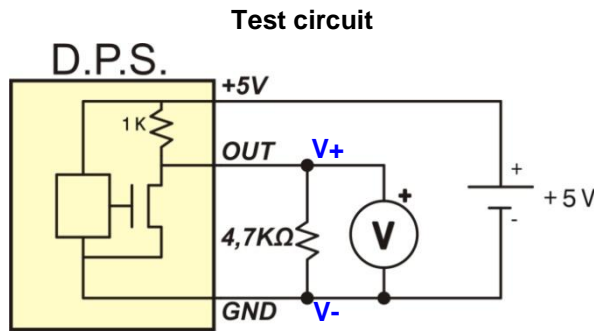 Test circuit
D.P.S.
+5V
1K
OUT
V+
+
+
4,7KΩ
V
+5V
-
GND
V-